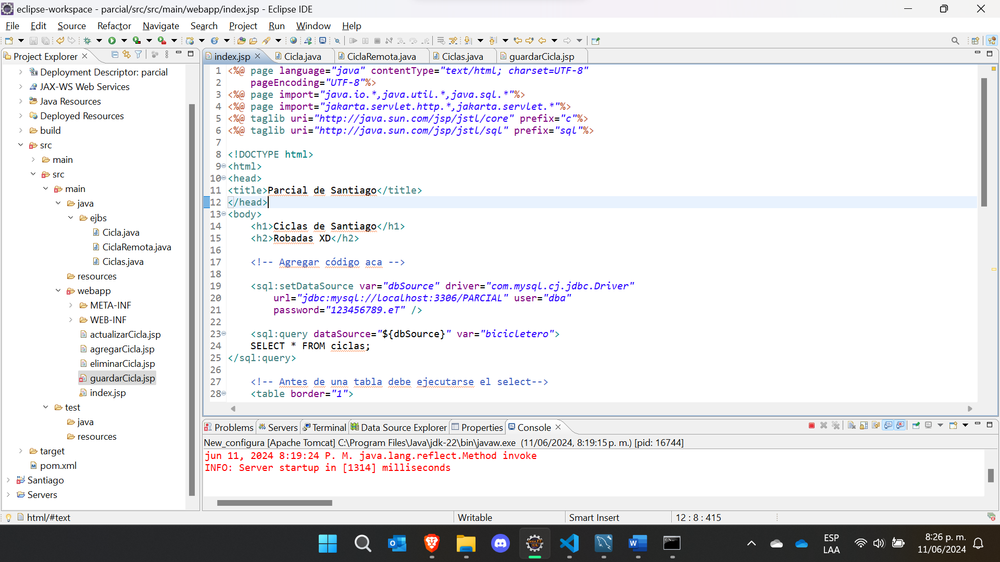 eclipse-workspace - parcial/src/src/main/webapp/index.jsp - Eclipse IDE
File Edit Source Refactor Navigate Search Project Run Window Help
Project Explorer
Deployment Descriptor: parcial
JAX-WS Web Services
Java Resources
Deployed Resources
build
src
main
src
main
java
ejbs
Cicla.java
CiclaRemota.java
Ciclas.java
resources
webapp
META-INF
WEB-INF
actualizarCicla.jsp
agregarCicla.jsp
eliminarCicla.jsp
guardarCicla.jsp
index.jsp
test
java
resources
target
pom.xml
Santiago
Servers
index.jsp Cicla.java CiclaRemota.java Ciclas.java guardarCicla.jsp
1 <%@ page language="java" contentType="text/html; charset=UTF-8"
2 pageEncoding="UTF-8"%>
3 <%@ page import="java.io.*,java.util.*,java.sql.*"%>
4 <%@ page import="jakarta.servlet.http.*,jakarta.servlet.*"%>
5 <%@ taglib uri="http://java.sun.com/jsp/jstl/core" prefix="c"%>
6 <%@ taglib uri="http://java.sun.com/jsp/jstl/sql" prefix="sql"%>
7
8 <!DOCTYPE html>
9 <html>
10 <head>
11 <title>Parcial de Santiago</title>
12 </head>
13 <body>
14 <h1>Ciclas de Santiago</h1>
15 <h2>Robadas XD</h2>
16
17 <!-- Agregar código aca -->
18
19 <sql:setDataSource var="dbSource" driver="com.mysql.cj.jdbc.Driver"
20 url="jdbc:mysql://localhost:3306/PARCIAL" user="dba"
21 password="123456789.eT" />
22
23 <sql:query dataSource="${dbSource}" var="bicicletero">
24 SELECT * FROM ciclas;
25 </sql:query>
26
27 <!-- Antes de una tabla debe ejecutarse el select-->
28 <table border="1">
Problems Servers Terminal Data Source Explorer Properties Console
New_configura [Apache Tomcat] C:\Program Files\Java\jdk-22\bin\javaw.exe (11/06/2024, 8:19:15 p. m.) [pid: 16744]
jun 11, 2024 8:19:24 P. M. java.lang.reflect.Method invoke
INFO: Server startup in [1314] milliseconds
html/#text Writable Smart Insert 12 : 8 : 415
ESP
LAA
8:26 p. m.
11/06/2024